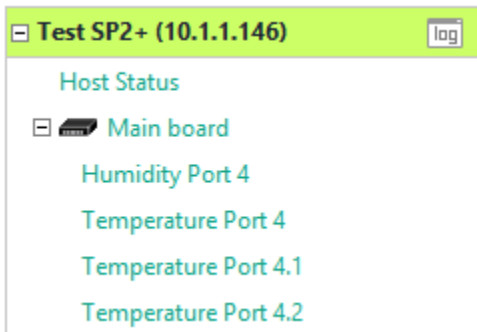 Test SP2+ (10.1.1.146) log
Host Status
Main board
Humidity Port 4
Temperature Port 4
Temperature Port 4.1
Temperature Port 4.2